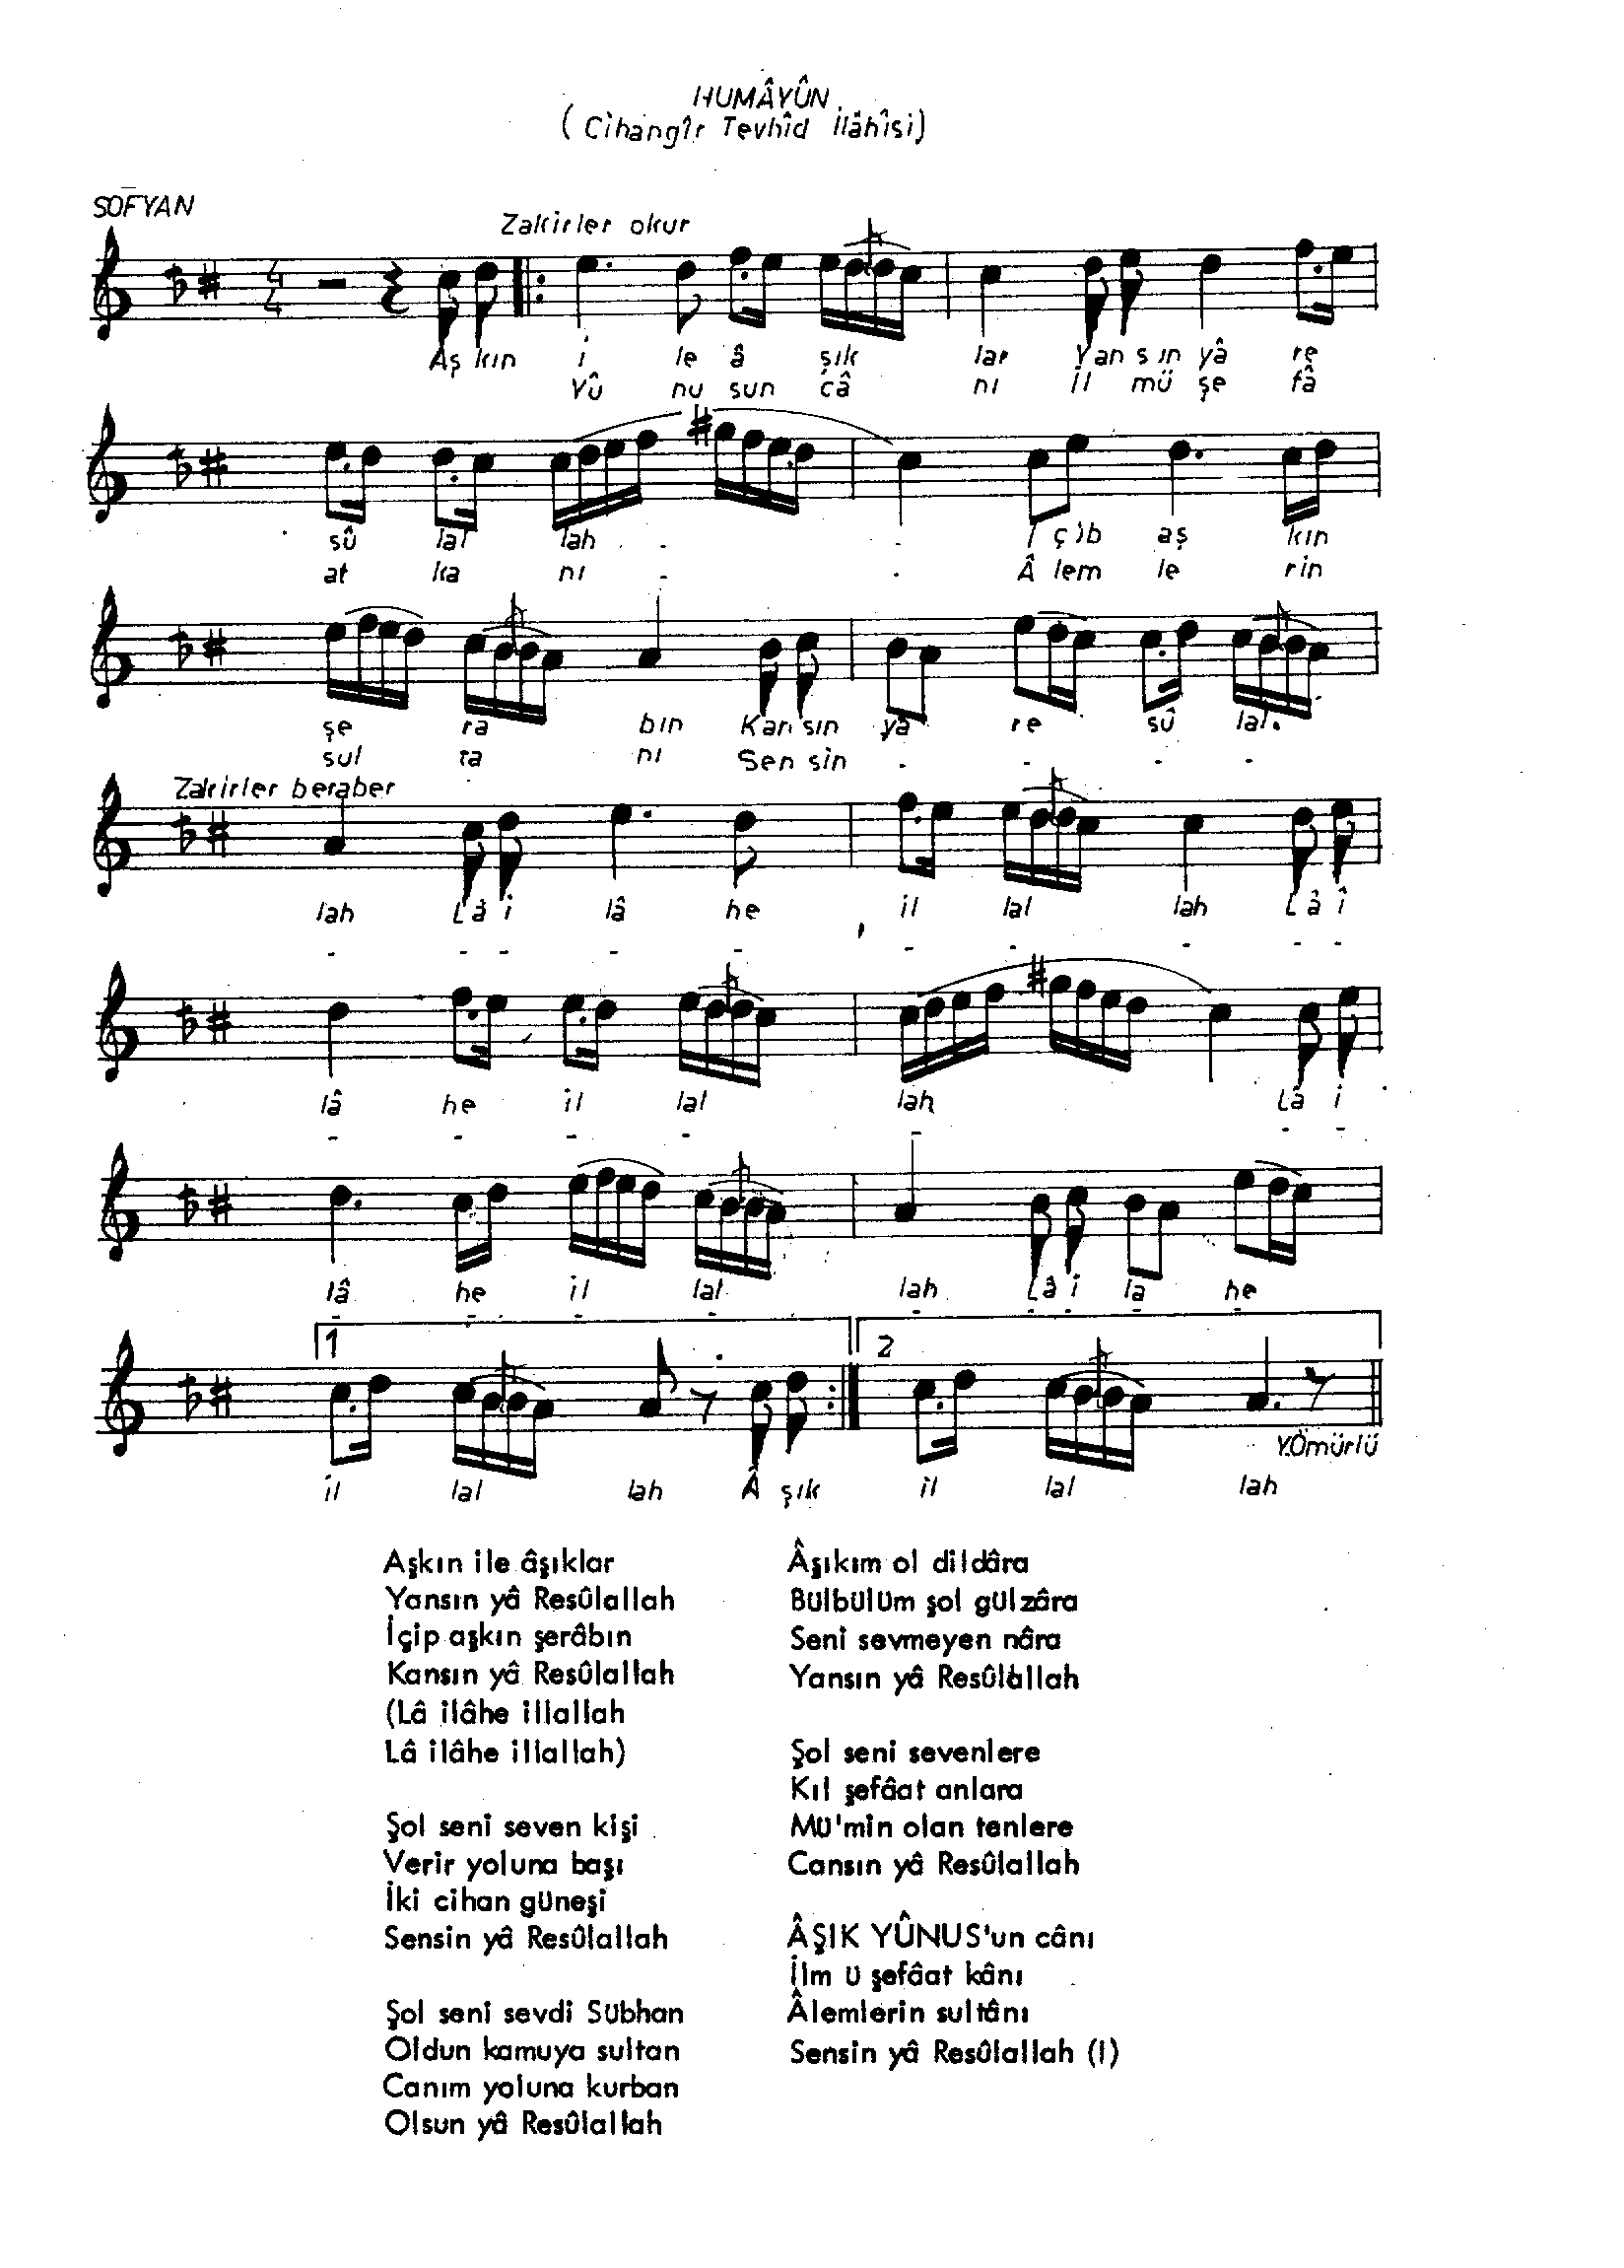 HUMÂYÛN
(Cihangîr Tevhîd İlâhîsi)
SOFYAN
Zakirler okur
4
4
Aş kın i le â şık lar Yan sın yâ re
Yû nu sun câ nı İl mü şe fâ
sû lal lah . - - İ çib aş kın
at ka nı - . Â lem le rin
şe ra bın Kan sın yâ re sû lal.
sul ta nı Sen sin - - - -
Zakirler beraber
lah Lâ i lâ he il lal lah Lâ î
- - - - - - - - - -
lâ he il lal lah Lâ i
- - - - - - -
lâ he il lal lah Lâ i la he
- - - - - - - - -
1 2
Y.Ömürlü
il lal lah Â şık il lal lah
Aşkın ile âşıklar
Yansın yâ Resûlallah
İçip aşkın şerâbın
Kansın yâ Resûlallah
(Lâ ilâhe illallah
Lâ ilâhe illallah)
Şol seni seven kişi
Verir yoluna başı
İki cihan güneşi
Sensin yâ Resûlallah
Şol seni sevdi Sübhan
Oldun kamuya sultan
Canım yoluna kurban
Olsun yâ Resûlallah
Âşıkım ol dildâra
Bülbülüm şol gülzâra
Seni sevmeyen nâra
Yansın yâ Resûlâllah
Şol seni sevenlere
Kıl şefâat anlara
Mü'min olan tenlere
Cansın yâ Resûlallah
ÂŞIK YÛNUS'un cânı
İlm ü şefâat kânı
Âlemlerin sultânı
Sensin yâ Resûlallah (1)